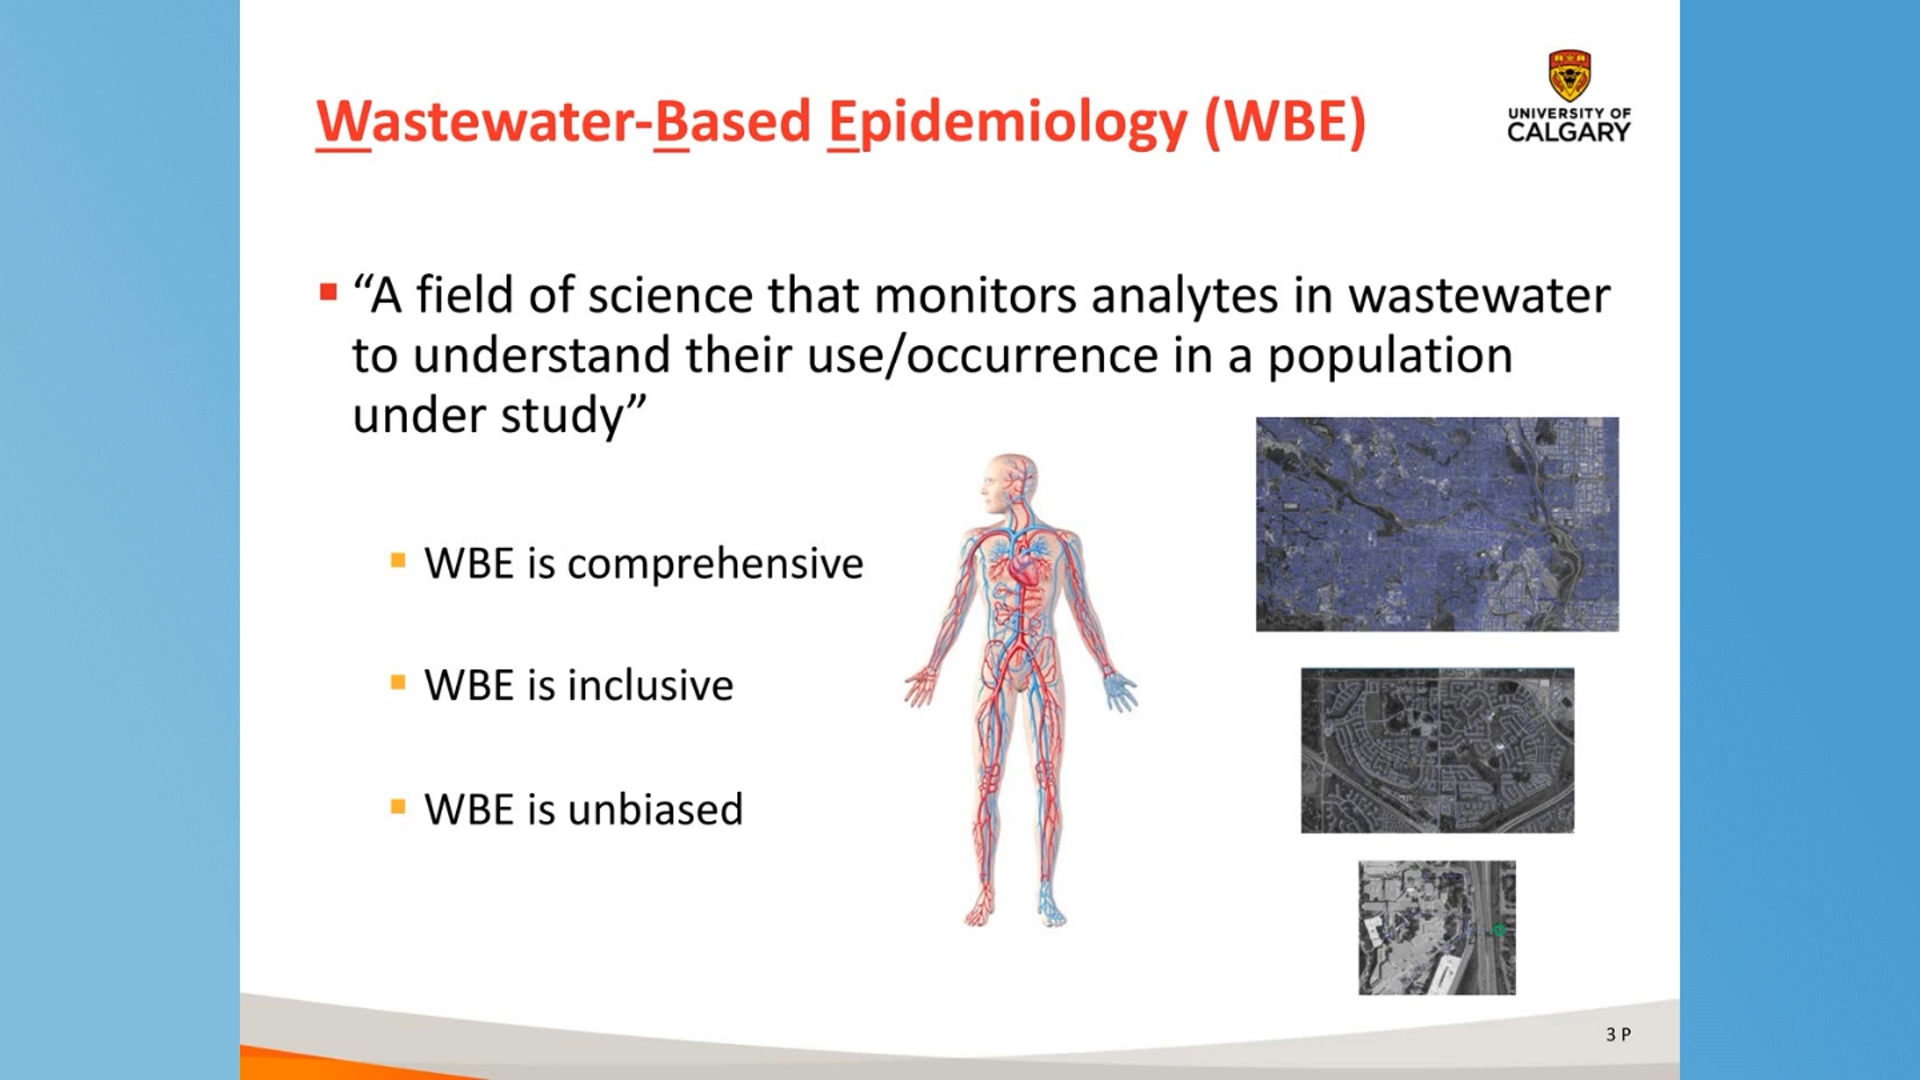 Wastewater-Based Epidemiology (WBE)
UNIVERSITY OF
CALGARY
“A field of science that monitors analytes in wastewater
to understand their use/occurrence in a population
under study”
WBE is comprehensive
WBE is inclusive
WBE is unbiased
3 P